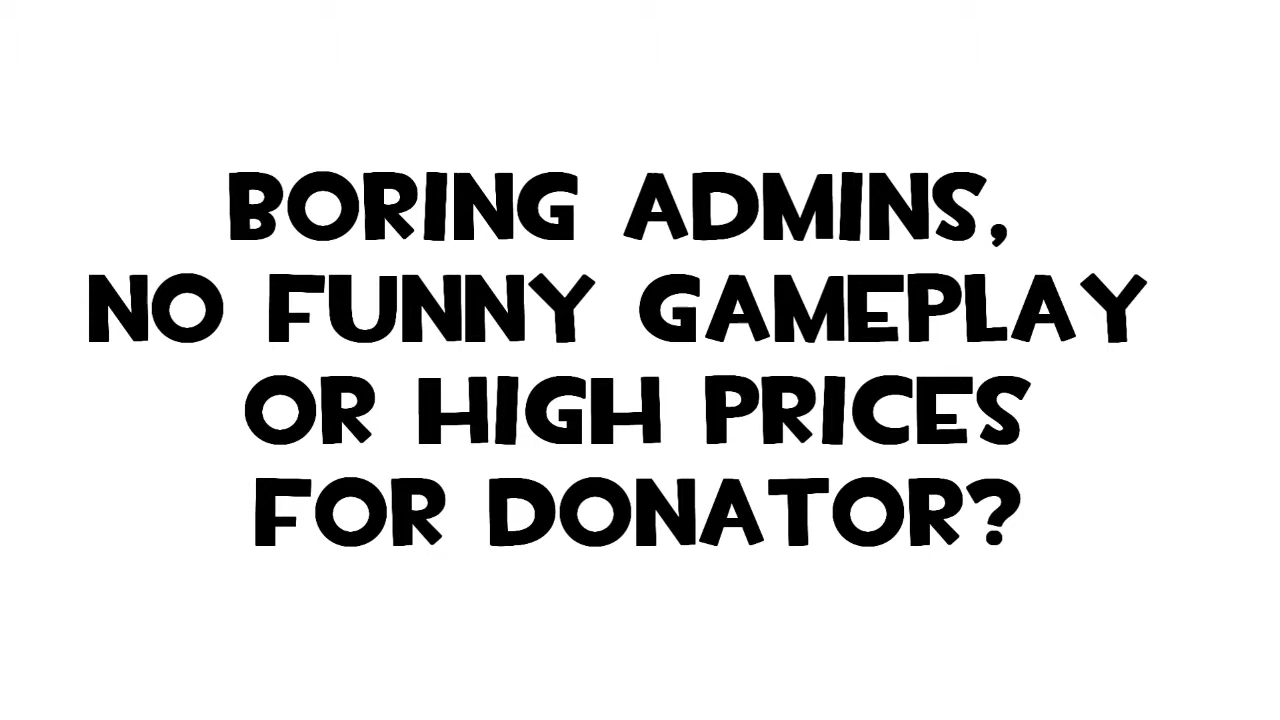 BORING ADMINS,
NO FUNNY GAMEPLAY
OR HIGH PRICES
FOR DONATOR?